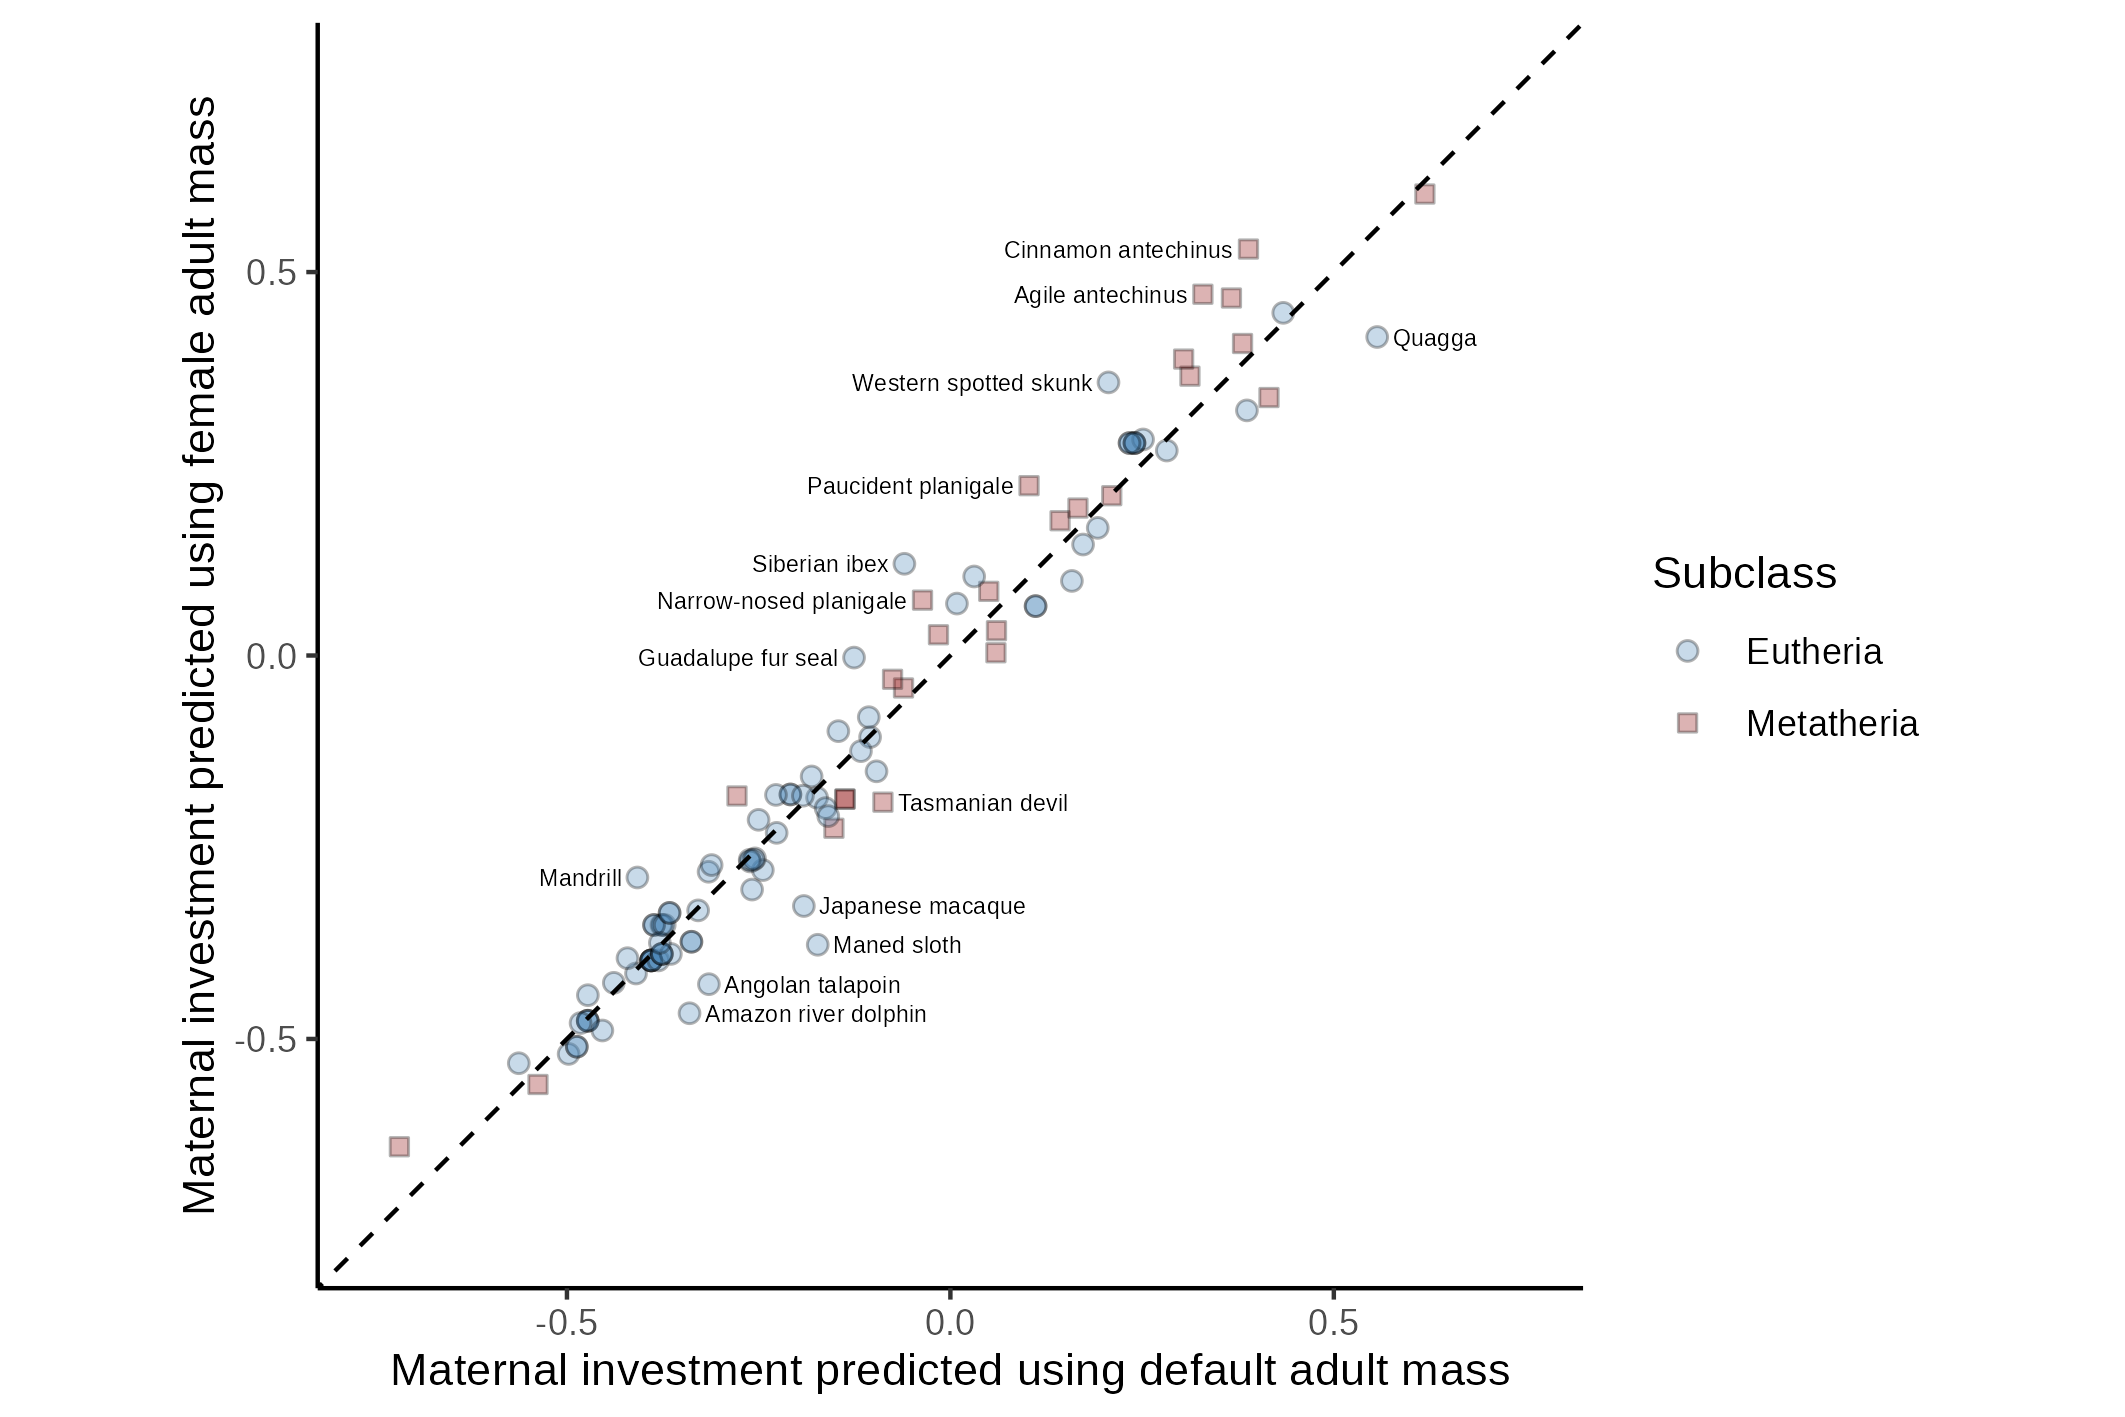 Maternal investment predicted using female adult mass
0.5
0.0
-0.5
Cinnamon antechinus
Agile antechinus
Quagga
Western spotted skunk
Paucident planigale
Siberian ibex
Narrow-nosed planigale
Guadalupe fur seal
Tasmanian devil
Mandrill
Japanese macaque
Maned sloth
Angolan talapoin
Amazon river dolphin
-0.5
0.0
0.5
Maternal investment predicted using default adult mass
Subclass
Eutheria
Metatheria